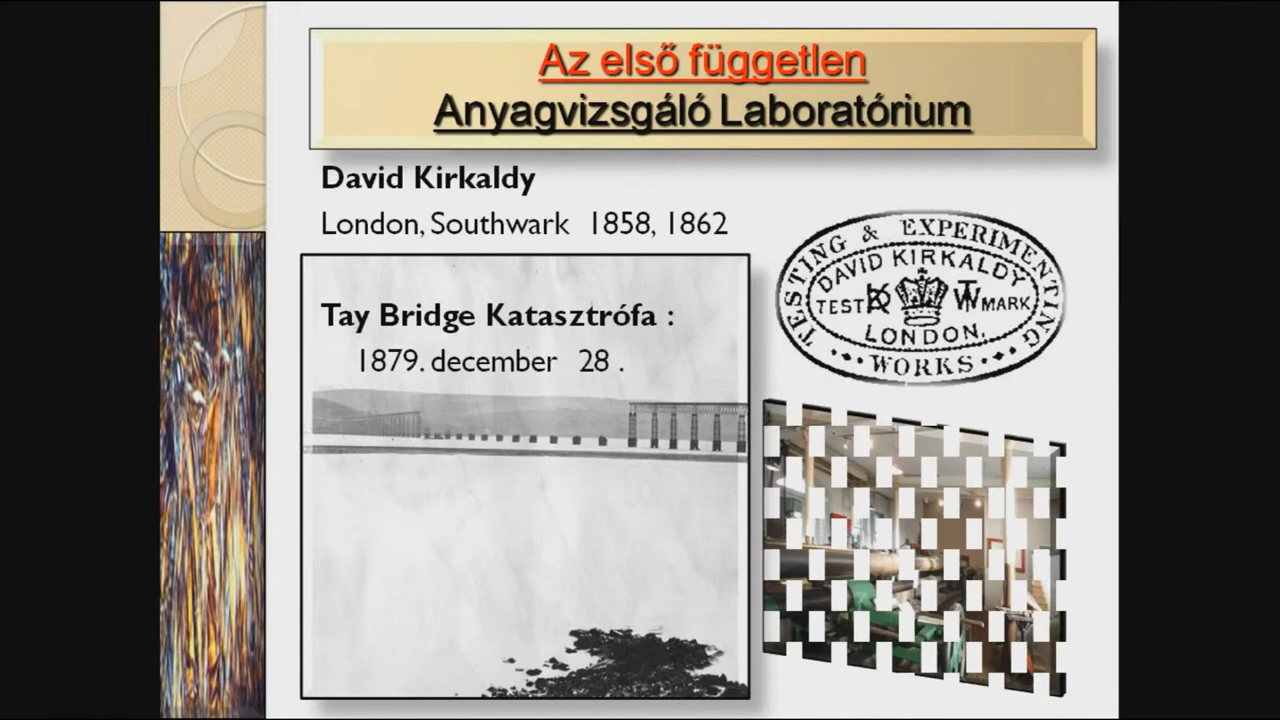 Az első független
Anyagvizsgáló Laboratórium
David Kirkaldy
London, Southwark 1858, 1862
Tay Bridge Katasztrófa :
1879. december 28 .
TESTING & EXPERIMENTING
DAVID KIRKALDY
TEST MARK
LONDON.
WORKS